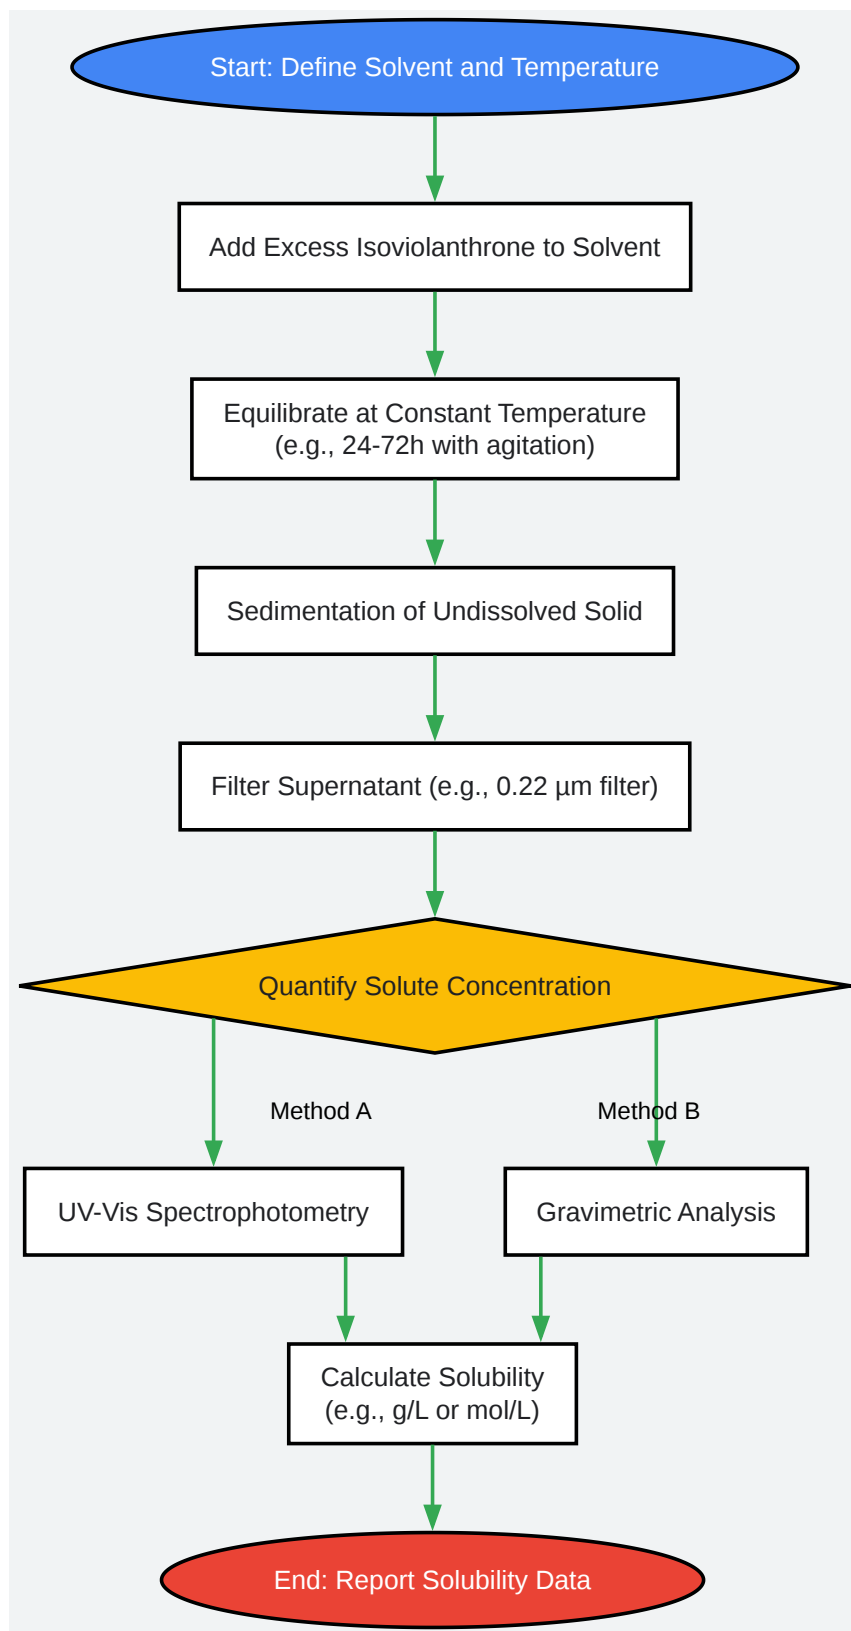 Start: Define Solvent and Temperature
Add Excess Isoviolanthrone to Solvent
Equilibrate at Constant Temperature
(e.g., 24-72h with agitation)
Sedimentation of Undissolved Solid
Filter Supernatant (e.g., 0.22 µm filter)
Quantify Solute Concentration
Method A
Method B
UV-Vis Spectrophotometry
Gravimetric Analysis
Calculate Solubility
(e.g., g/L or mol/L)
End: Report Solubility Data